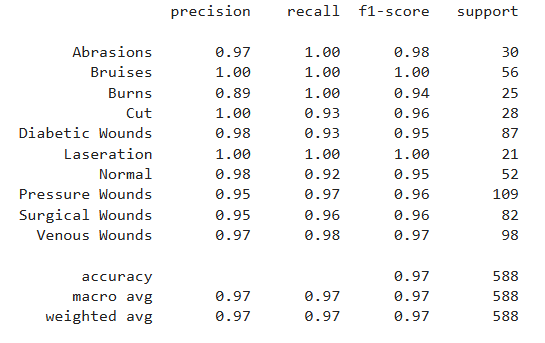 precision recall f1-score support
Abrasions 0.97 1.00 0.98 30
Bruises 1.00 1.00 1.00 56
Burns 0.89 1.00 0.94 25
Cut 1.00 0.93 0.96 28
Diabetic Wounds 0.98 0.93 0.95 87
Laseration 1.00 1.00 1.00 21
Normal 0.98 0.92 0.95 52
Pressure Wounds 0.95 0.97 0.96 109
Surgical Wounds 0.95 0.96 0.96 82
Venous Wounds 0.97 0.98 0.97 98
accuracy 0.97 588
macro avg 0.97 0.97 0.97 588
weighted avg 0.97 0.97 0.97 588